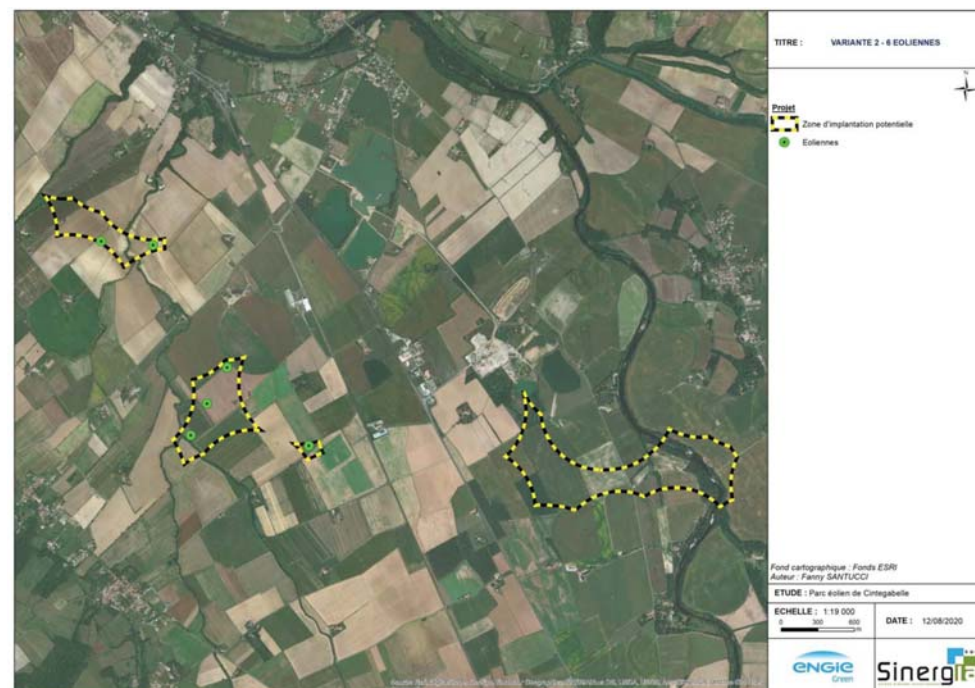 TITRE : VARIANTE 2 - 6 EOLIENNES
N
Projet
Zone d'implantation potentielle
Eoliennes
Fond cartographique : Fonds ESRI
Auteur : Fanny SANTUCCI
ETUDE : Parc éolien de Cintegabelle
ECHELLE : 1:19 000
0 300 600
m
DATE : 12/08/2020
ENGIE
Green
Sinergi